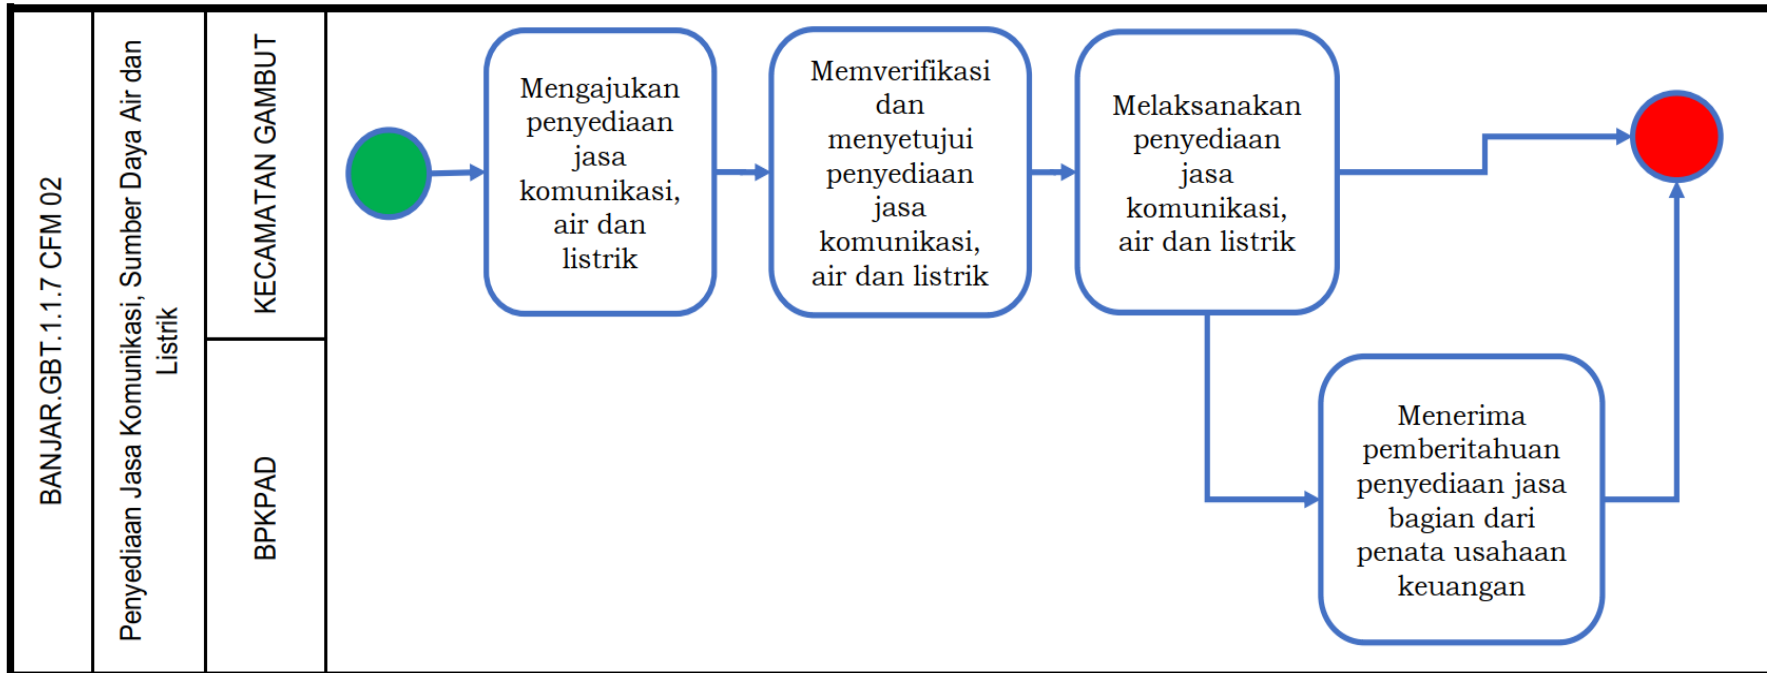 BANJAR.GBT.1.1.7 CFM 02
Penyediaan Jasa Komunikasi, Sumber Daya Air dan
Listrik
KECAMATAN GAMBUT
Mengajukan
penyediaan
jasa
komunikasi,
air dan
listrik
Memverifikasi
dan
menyetujui
penyediaan
jasa
komunikasi,
air dan listrik
Melaksanakan
penyediaan
jasa
komunikasi,
air dan listrik
BPKPAD
Menerima
pemberitahuan
penyediaan jasa
bagian dari
penata usahaan
keuangan